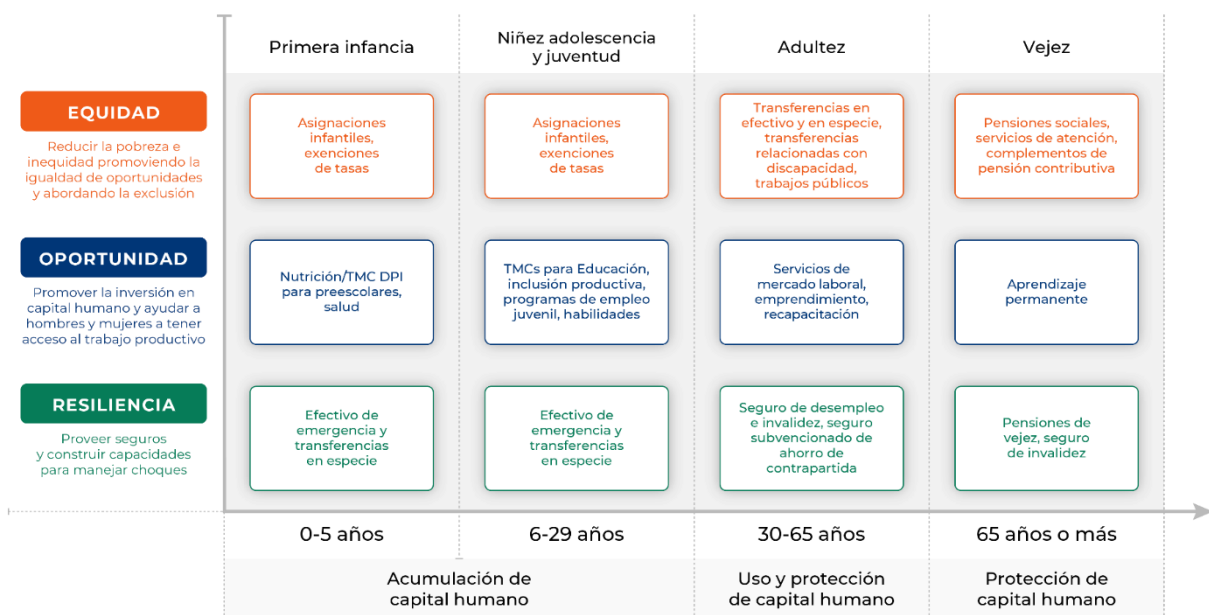 Primera infancia
Niñez adolescencia
y juventud
Adultez
Vejez
EQUIDAD
Reducir la pobreza e
inequidad promoviendo la
igualdad de oportunidades
y abordando la exclusión
Asignaciones
infantiles,
exenciones
de tasas
Asignaciones
infantiles,
exenciones
de tasas
Transferencias en
efectivo y en especie,
transferencias
relacionadas con
discapacidad,
trabajos públicos
Pensiones sociales,
servicios de atención,
complementos de
pensión contributiva
OPORTUNIDAD
Promover la inversión en
capital humano y ayudar a
hombres y mujeres a tener
acceso al trabajo productivo
Nutrición/TMC DPI
para preescolares,
salud
TMCs para Educación,
inclusión productiva,
programas de empleo
juvenil, habilidades
Servicios de
mercado laboral,
emprendimiento,
recapacitación
Aprendizaje
permanente
RESILIENCIA
Proveer seguros
y construir capacidades
para manejar choques
Efectivo de
emergencia y
transferencias
en especie
Efectivo de
emergencia y
transferencias
en especie
Seguro de desempleo
e invalidez, seguro
subvencionado de
ahorro de
contrapartida
Pensiones de
vejez, seguro
de invalidez
0-5 años
6-29 años
30-65 años
65 años o más
Acumulación de
capital humano
Uso y protección
de capital humano
Protección de
capital humano